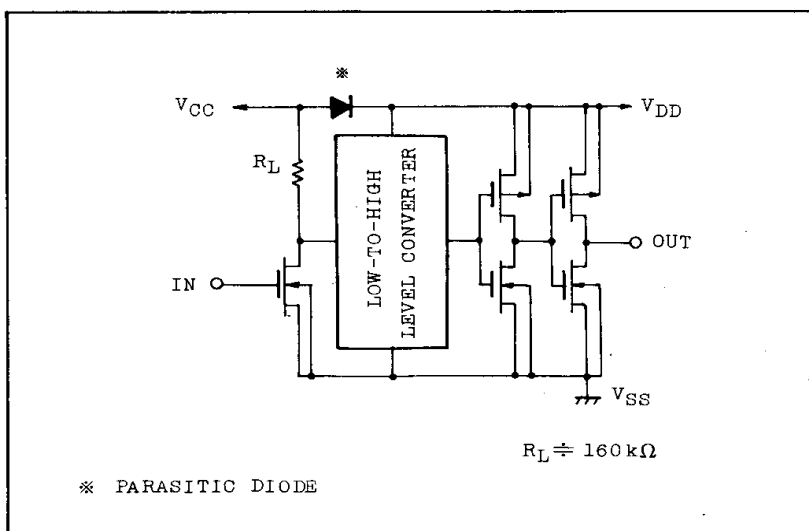 ※
VCC
VDD
RL
LOW-TO-HIGH
LEVEL CONVERTER
IN
OUT
VSS
RL ≒ 160kΩ
※ PARASITIC DIODE